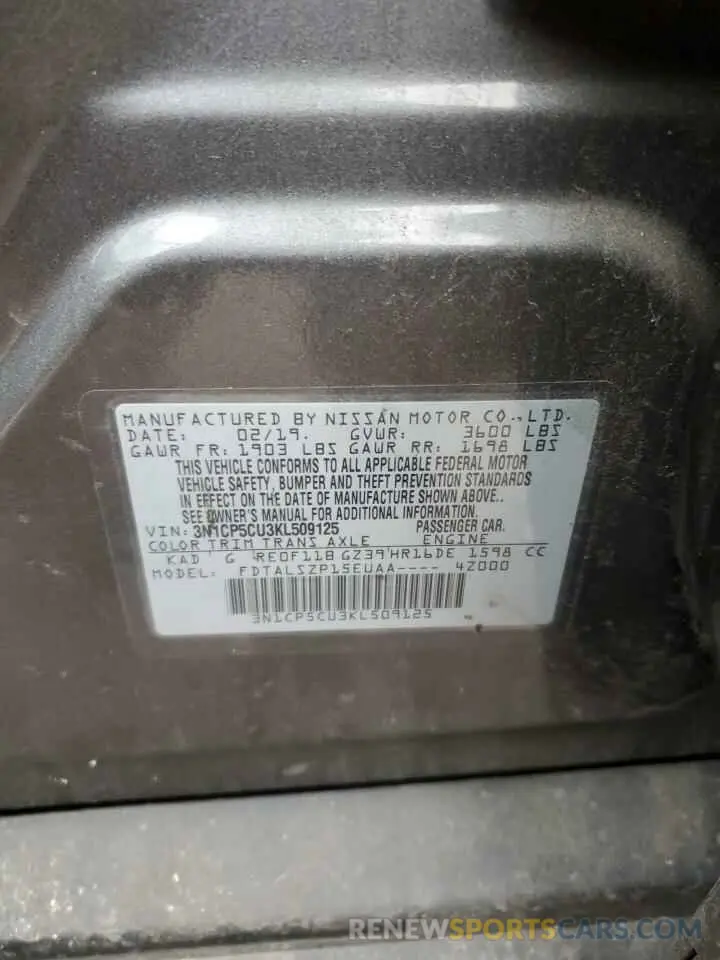 MANUFACTURED BY NISSAN MOTOR CO.,LTD.
DATE: 02/19. GVWR: 3600 LBS
GAWR FR: 1903 LBS GAWR RR: 1698 LBS
THIS VEHICLE CONFORMS TO ALL APPLICABLE FEDERAL MOTOR
VEHICLE SAFETY, BUMPER AND THEFT PREVENTION STANDARDS
IN EFFECT ON THE DATE OF MANUFACTURE SHOWN ABOVE..
SEE OWNER'S MANUAL FOR ADDITIONAL INFORMATION.
VIN: 3N1CP5CU3KL509125 PASSENGER CAR.
COLOR TRIM TRANS AXLE ENGINE
KAD G RE0F11B GZ39 HR16DE 1598 CC
MODEL: FDTALSZP15EUAA---- 4Z000
3N1CP5CU3KL509125
RENEWSPORTSCARS.COM